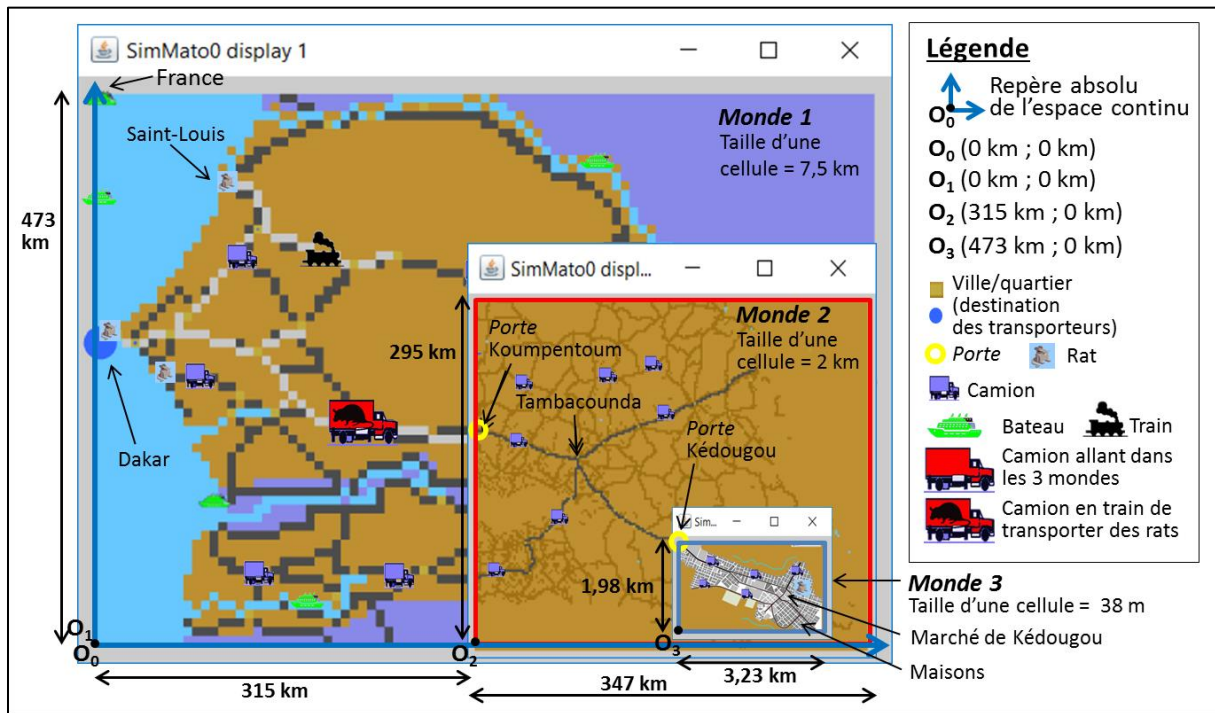 SimMato0 display 1
France
Saint-Louis
Monde 1
Taille d'une
cellule = 7,5 km
473
km
SimMato0 displ...
Monde 2
Taille d'une
cellule = 2 km
295 km
Porte
Koumpentoum
Tambacounda
Porte
Kédougou
Dakar
Sim...
1,98 km
O1
O0
O2
O3
315 km
347 km
3,23 km
Légende
O0
Repère absolu
de l'espace continu
O0 (0 km ; 0 km)
O1 (0 km ; 0 km)
O2 (315 km ; 0 km)
O3 (473 km ; 0 km)
Ville/quartier
(destination
des transporteurs)
Porte
Rat
Camion
Bateau
Train
Camion allant dans
les 3 mondes
Camion en train de
transporter des rats
Monde 3
Taille d'une cellule = 38 m
Marché de Kédougou
Maisons